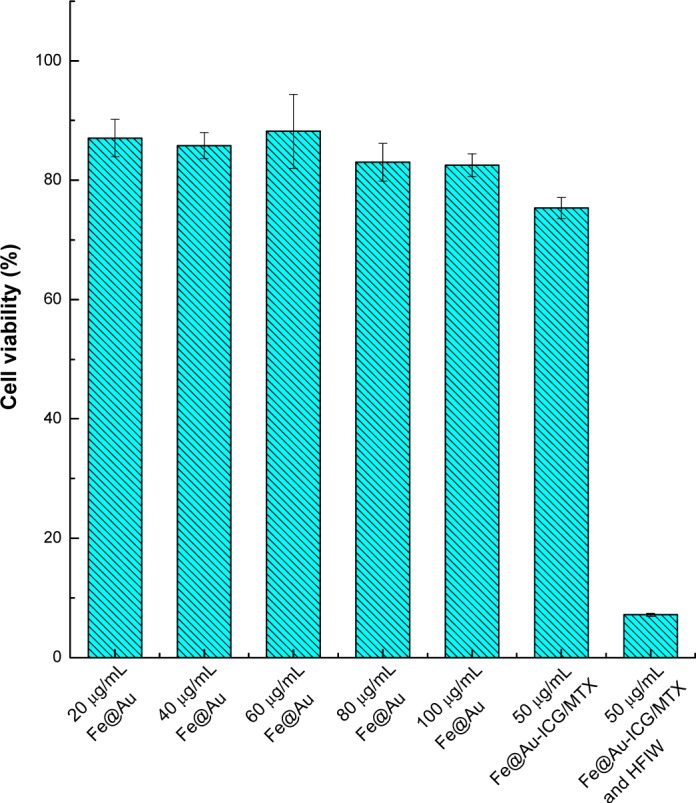 Cell viability (%)
100
80
60
40
20
0
20 µg/mL
Fe@Au
40 µg/mL
Fe@Au
60 µg/mL
Fe@Au
80 µg/mL
Fe@Au
100 µg/mL
Fe@Au
50 µg/mL
Fe@Au-ICG/MTX
50 µg/mL
Fe@Au-ICG/MTX
and HFIW